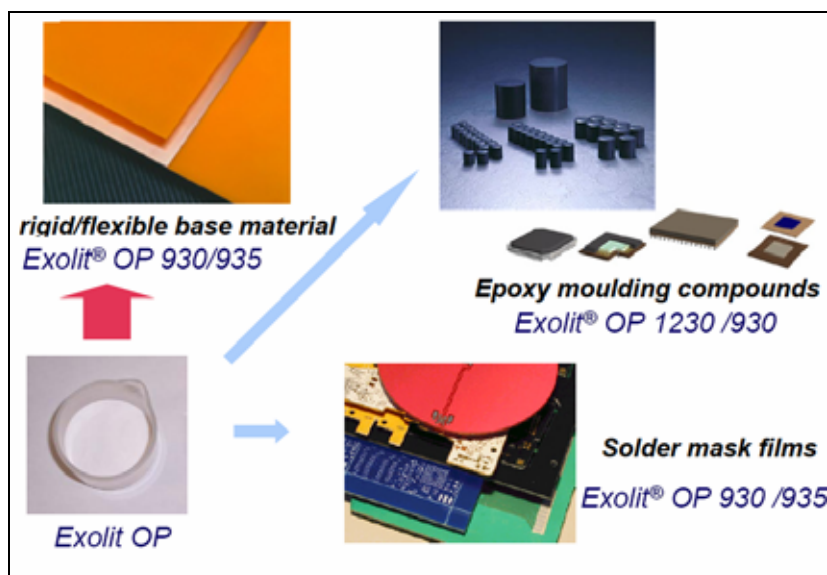 rigid/flexible base material
Exolit® OP 930/935
Epoxy moulding compounds
Exolit® OP 1230 /930
Exolit OP
Solder mask films
Exolit® OP 930 /935